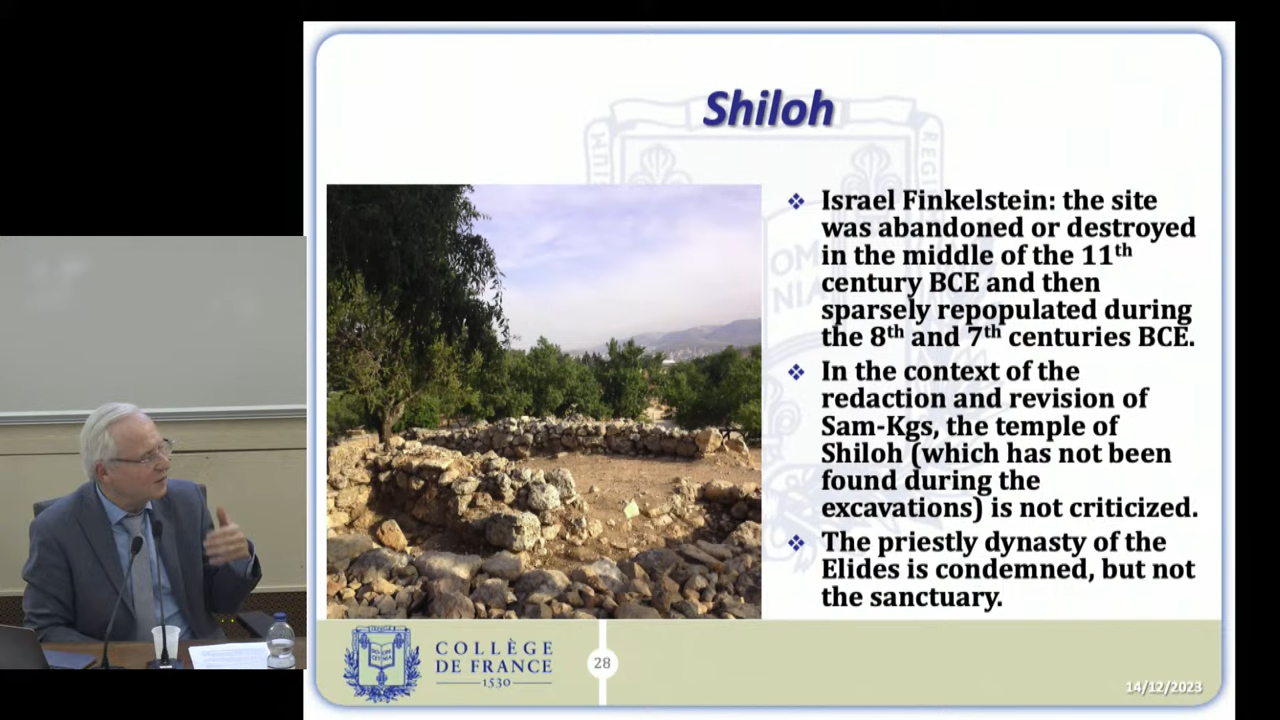 Shiloh
❖ Israel Finkelstein: the site
was abandoned or destroyed
in the middle of the 11th
century BCE and then
sparsely repopulated during
the 8th and 7th centuries BCE.
❖ In the context of the
redaction and revision of
Sam-Kgs, the temple of
Shiloh (which has not been
found during the
excavations) is not criticized.
❖ The priestly dynasty of the
Elides is condemned, but not
the sanctuary.
COLLÈGE
DE FRANCE
1530
28
14/12/2023